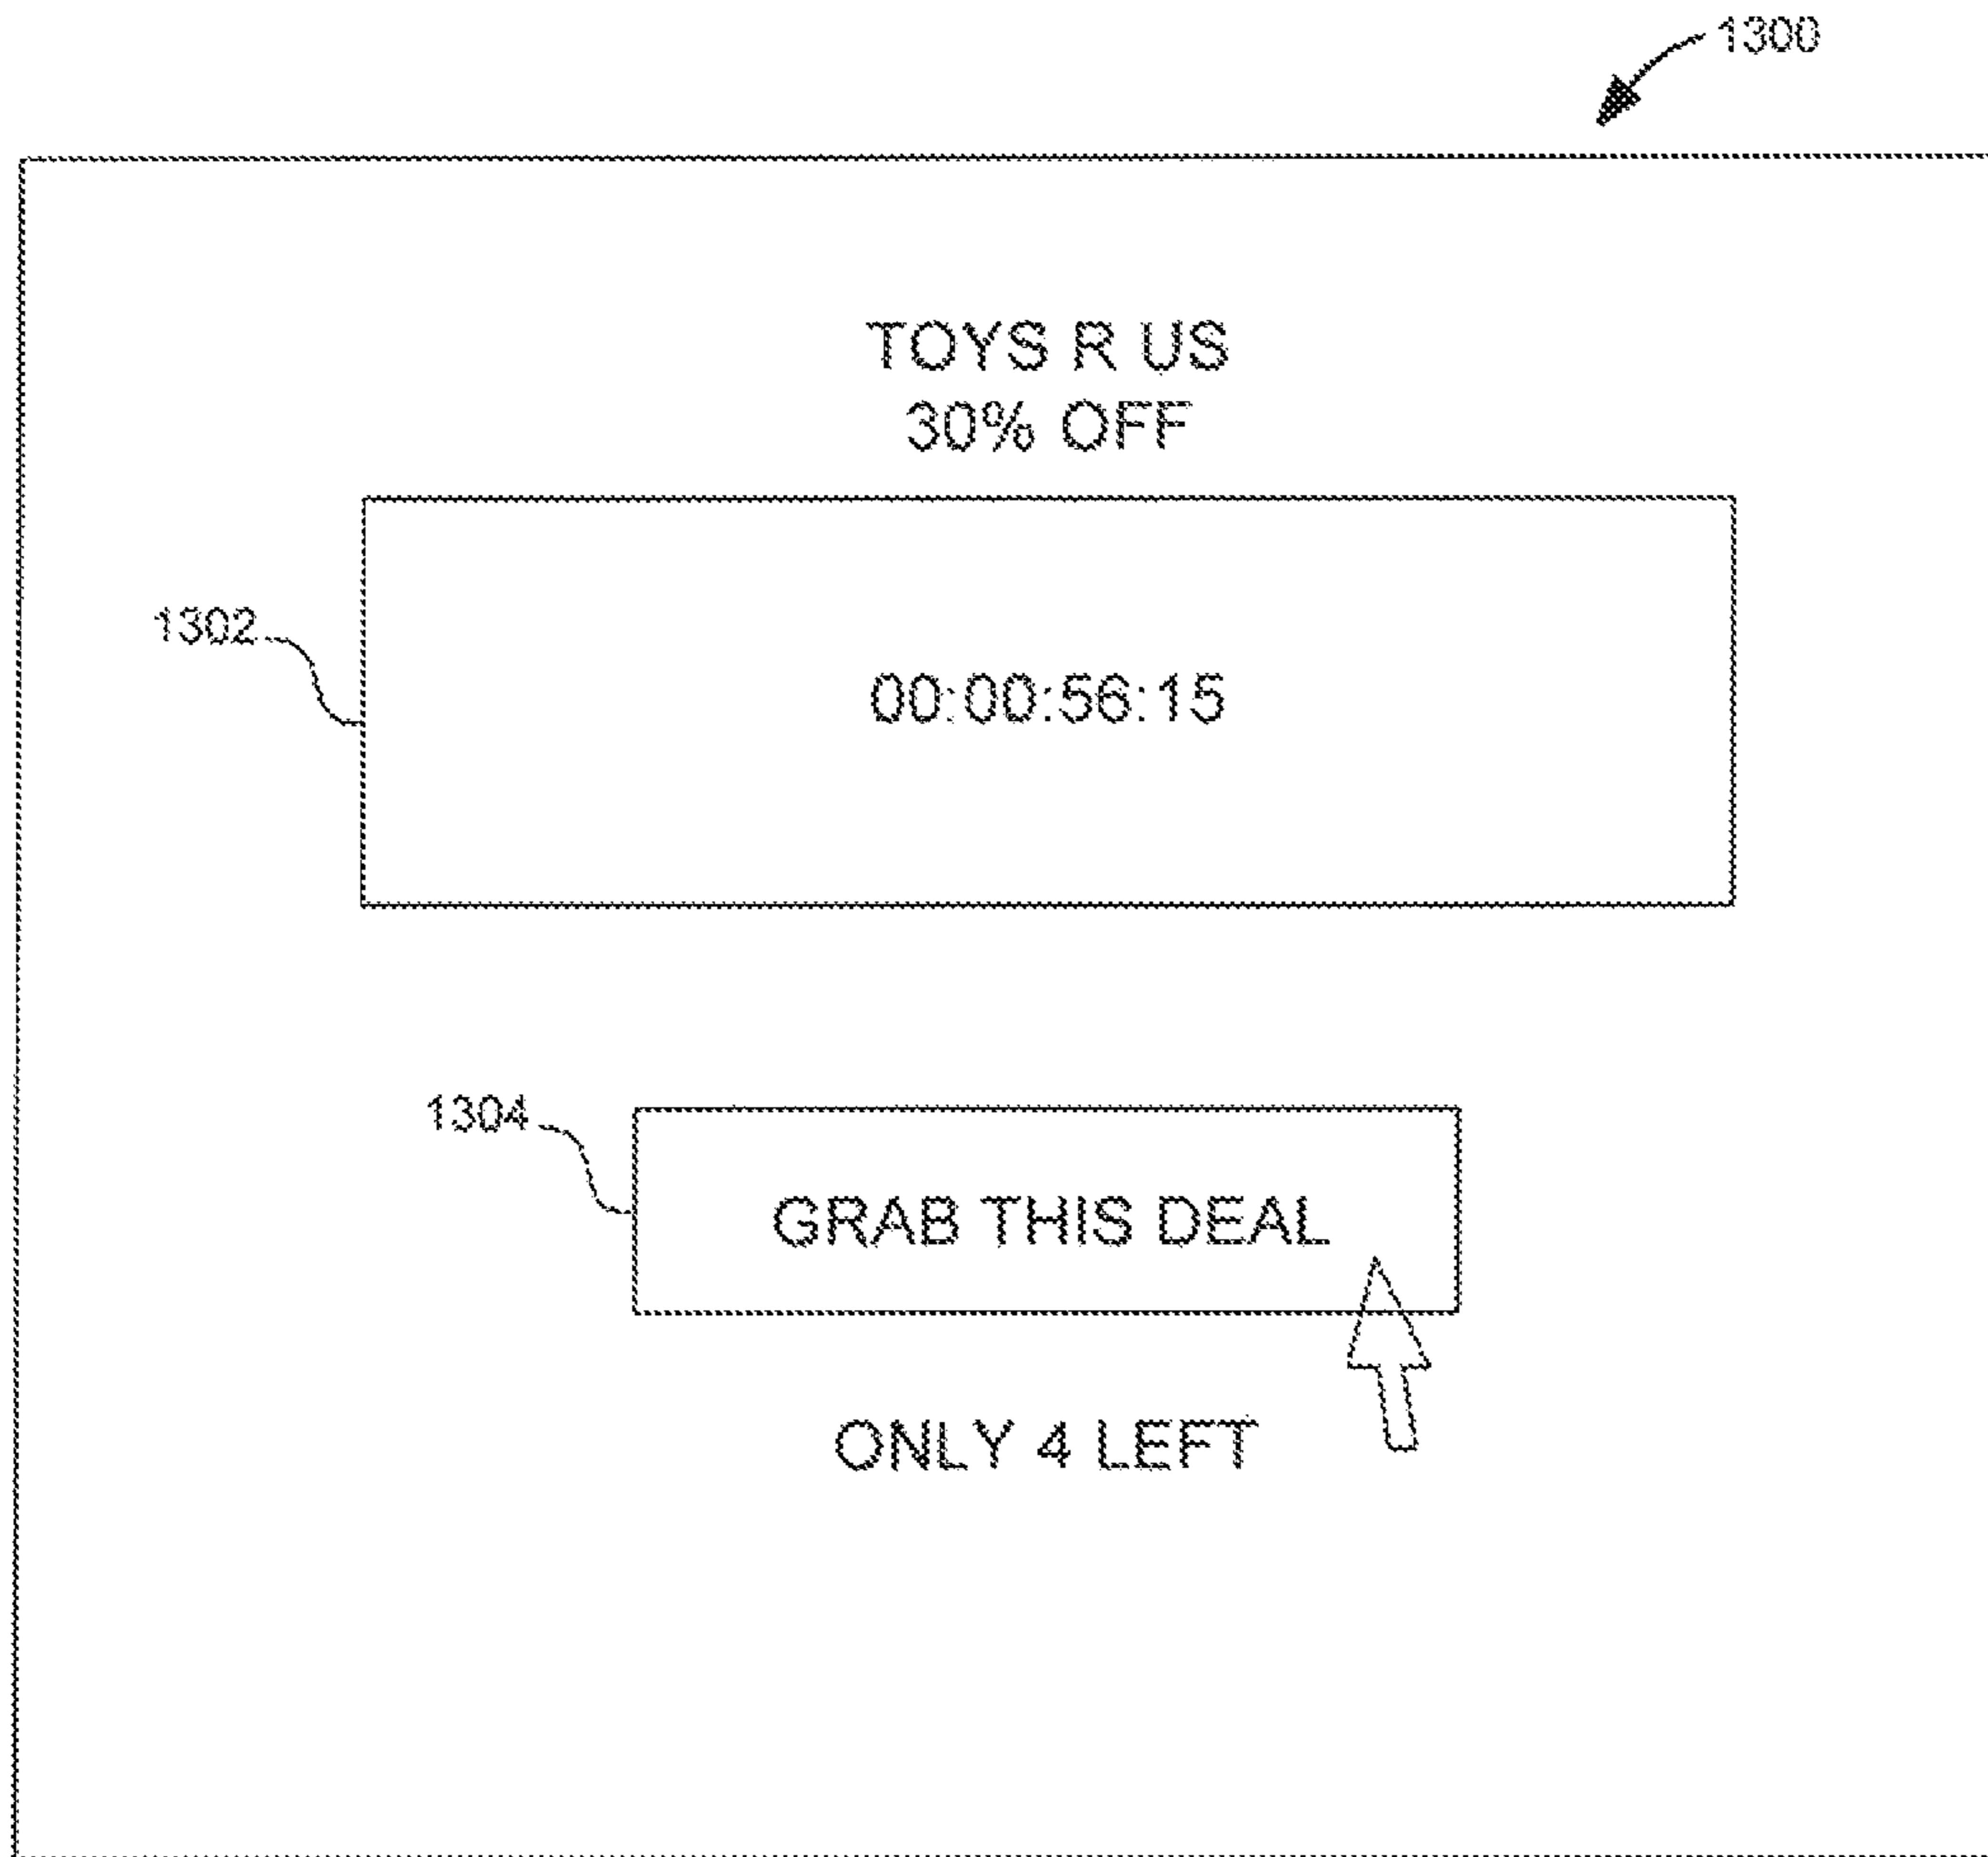 1300
TOYS R US
30% OFF
1302
00:00:56:15
1304
GRAB THIS DEAL
ONLY 4 LEFT